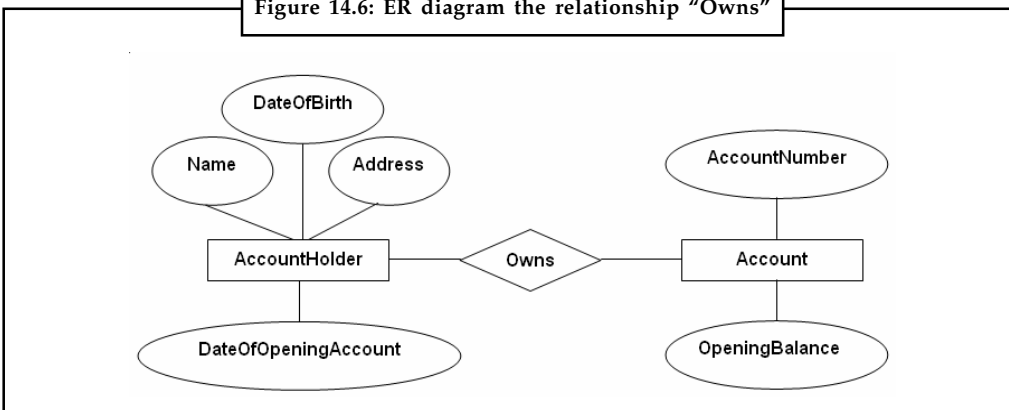 Figure 14.6: ER diagram the relationship “Owns”
DateOfBirth
Name
Address
AccountNumber
AccountHolder
Owns
Account
DateOfOpeningAccount
OpeningBalance